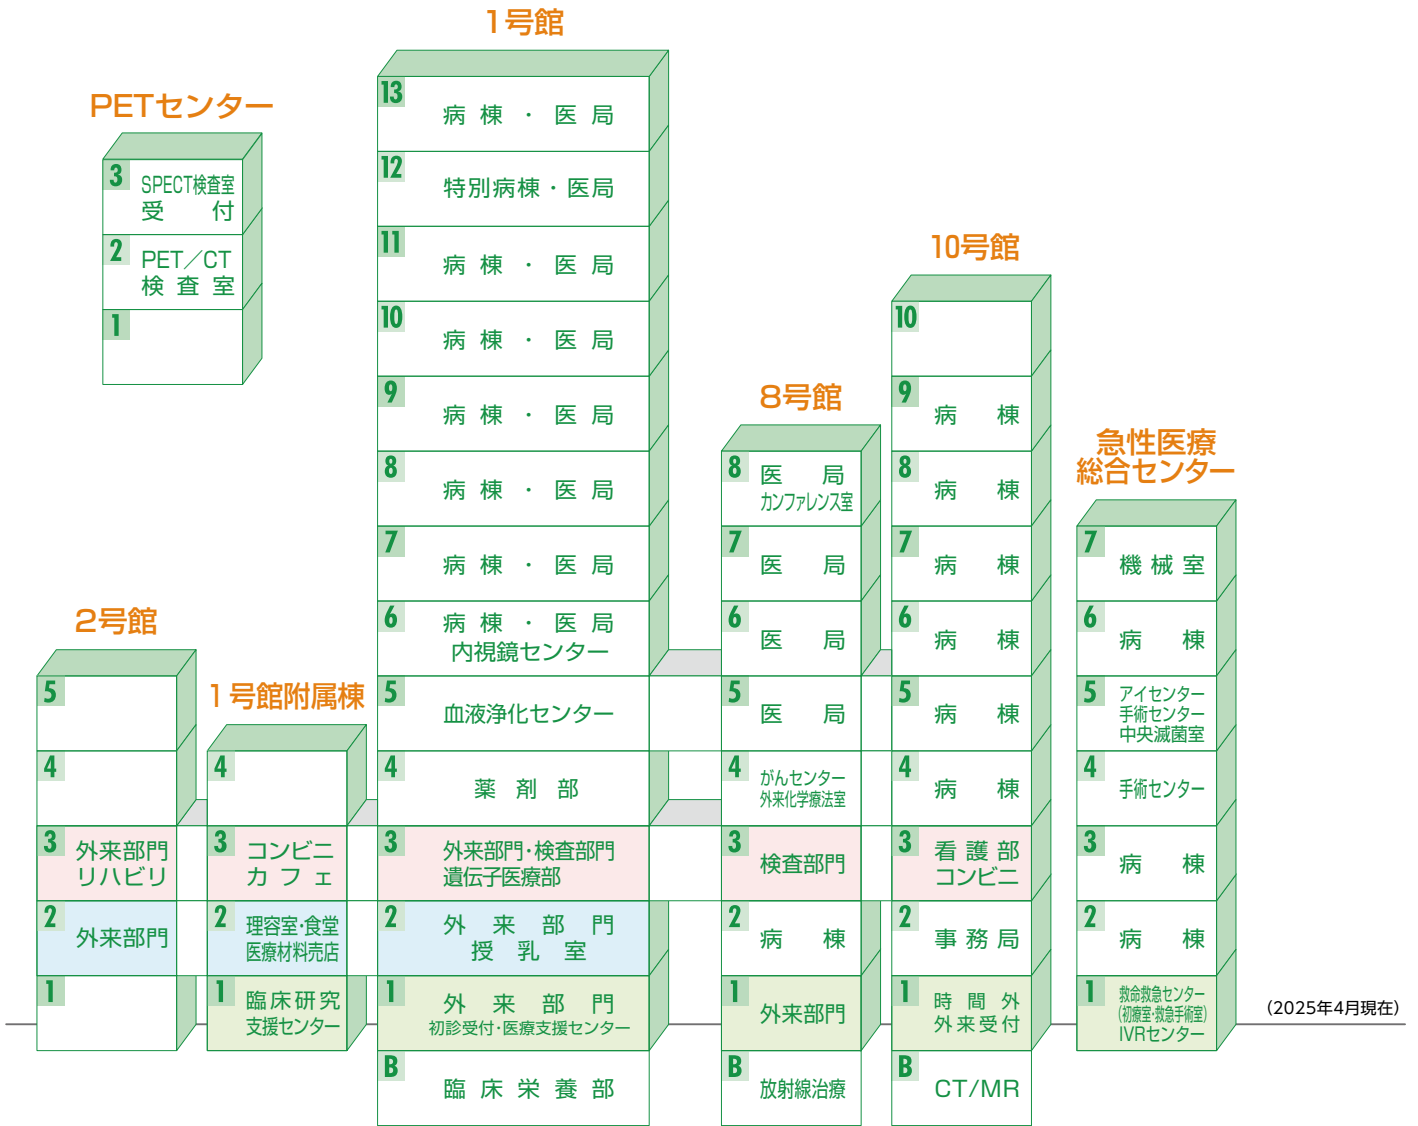 PETセンター
3
SPECT検査室
受付
2
PET／CT
検査室
1
2号館
5
4
3
外来部門
リハビリ
2
外来部門
1
1号館附属棟
4
3
コンビニ
カフェ
2
理容室・食堂
医療材料売店
1
臨床研究
支援センター
1号館
13
病棟・医局
12
特別病棟・医局
11
病棟・医局
10
病棟・医局
9
病棟・医局
8
病棟・医局
7
病棟・医局
6
病棟・医局
内視鏡センター
5
血液浄化センター
4
薬剤部
3
外来部門・検査部門
遺伝子医療部
2
外来部門
授乳室
1
外来部門
初診受付・医療支援センター
B
臨床栄養部
8号館
8
医局
カンファレンス室
7
医局
6
医局
5
医局
4
がんセンター
外来化学療法室
3
検査部門
2
病棟
1
外来部門
B
放射線治療
10号館
10
9
病棟
8
病棟
7
病棟
6
病棟
5
病棟
4
病棟
3
看護部
コンビニ
2
事務局
1
時間外
外来受付
B
CT/MR
急性医療
総合センター
7
機械室
6
病棟
5
アイセンター
手術センター
中央滅菌室
4
手術センター
3
病棟
2
病棟
1
救命救急センター
(初療室・救急手術室)
IVRセンター
（2025年4月現在）